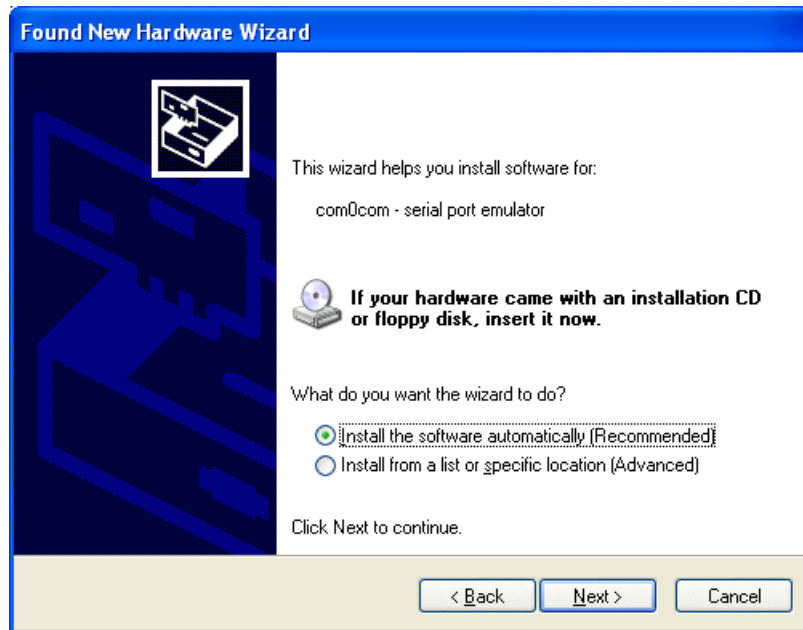 Found New Hardware Wizard
This wizard helps you install software for:
com0com - serial port emulator
If your hardware came with an installation CD
or floppy disk, insert it now.
What do you want the wizard to do?
Install the software automatically (Recommended)
Install from a list or specific location (Advanced)
Click Next to continue.
< Back Next > Cancel